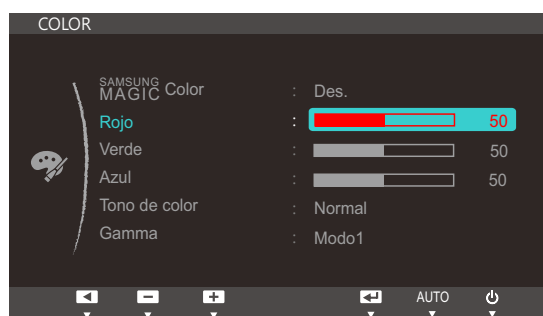 COLOR
SAMSUNG MAGIC Color : Des.
Rojo : 50
Verde : 50
Azul : 50
Tono de color : Normal
Gamma : Modo1
AUTO